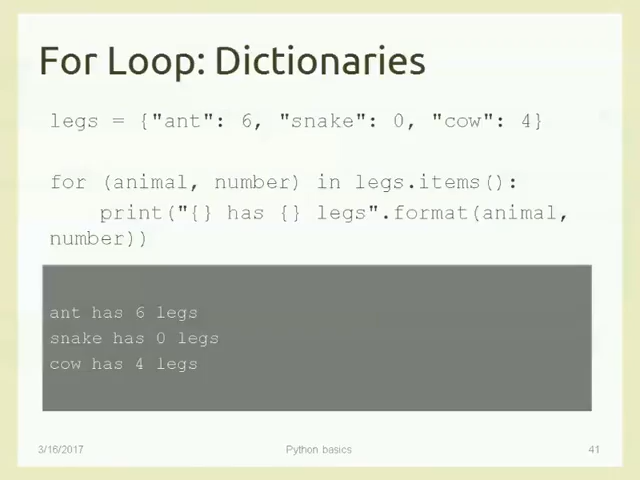 For Loop: Dictionaries
legs = {"ant": 6, "snake": 0, "cow": 4}
for (animal, number) in legs.items():
print("{} has {} legs".format(animal,
number))
ant has 6 legs
snake has 0 legs
cow has 4 legs
3/16/2017
Python basics
41